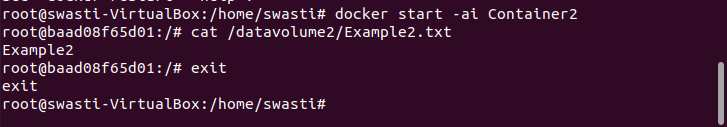 root@swasti-VirtualBox:/home/swasti# docker start -ai Container2
root@baad08f65d01:/# cat /datavolume2/Example2.txt
Example2
root@baad08f65d01:/# exit
exit
root@swasti-VirtualBox:/home/swasti#